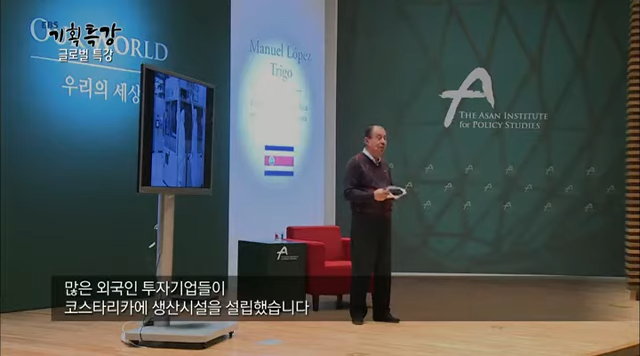 EBS
기획특강
글로벌 특강
WORLD
우리의 세상
Manuel López
Trigo
THE ASAN INSTITUTE
FOR POLICY STUDIES
많은 외국인 투자기업들이
코스타리카에 생산시설을 설립했습니다